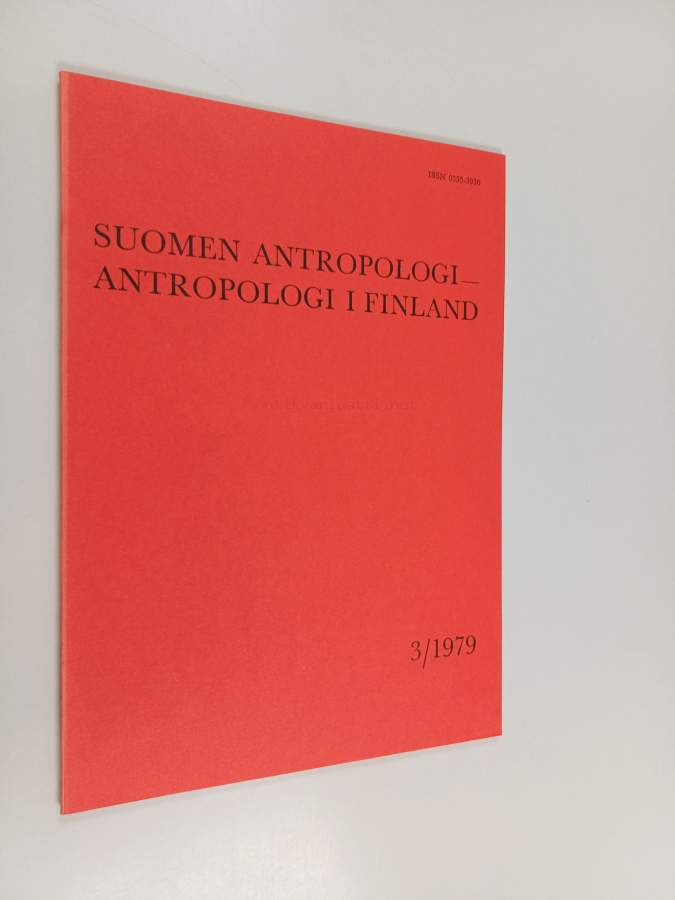 ISSN 0355-3930
SUOMEN ANTROPOLOGI—
ANTROPOLOGI I FINLAND
3/1979